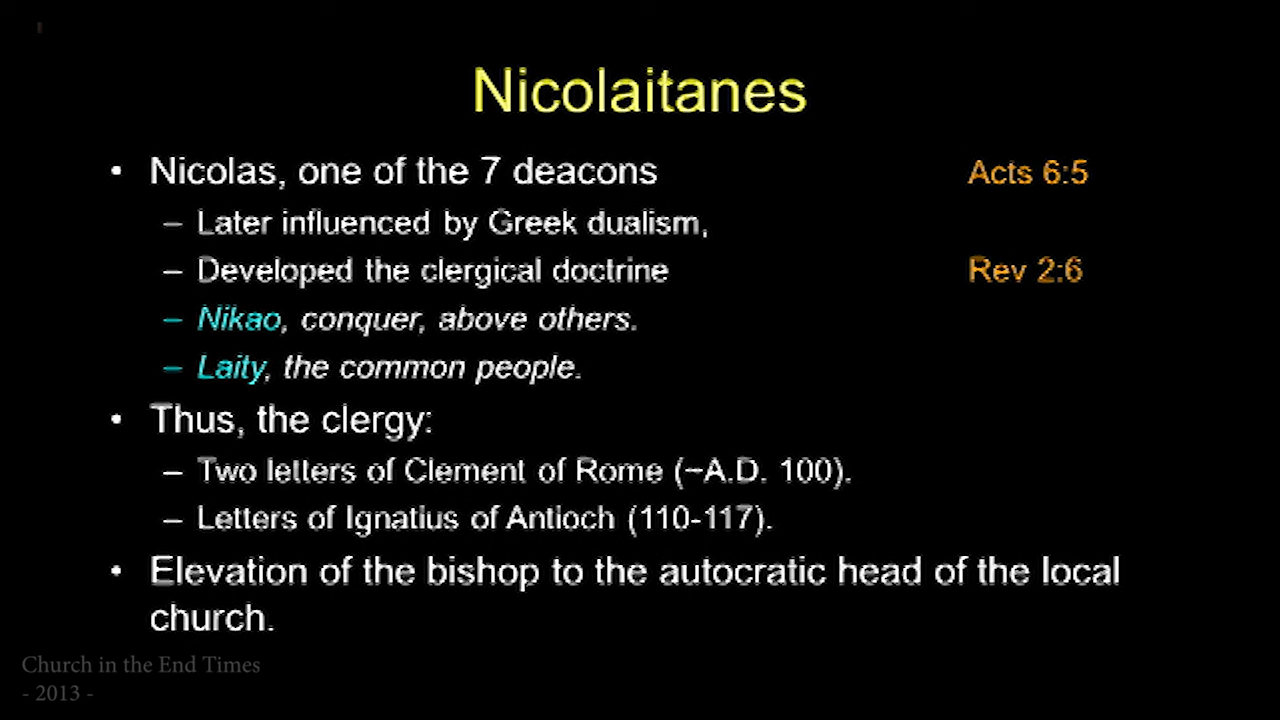 Nicolaitanes
• Nicolas, one of the 7 deacons Acts 6:5
– Later influenced by Greek dualism,
– Developed the clergical doctrine Rev 2:6
– Nikao, conquer, above others.
– Laity, the common people.
• Thus, the clergy:
– Two letters of Clement of Rome (~A.D. 100).
– Letters of Ignatius of Antioch (110-117).
• Elevation of the bishop to the autocratic head of the local
church.
Church in the End Times
- 2013 -